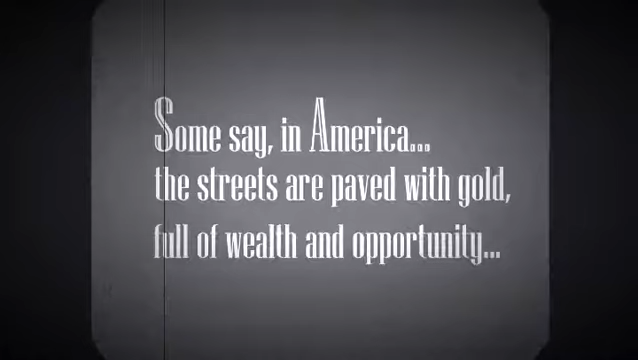 Some say, in America...
the streets are paved with gold,
full of wealth and opportunity...